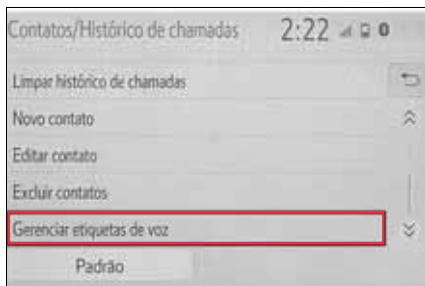 Contatos/Histórico de chamadas 2:22
Limpar histórico de chamadas
Novo contato
Editar contato
Excluir contatos
Gerenciar etiquetas de voz
Padrão